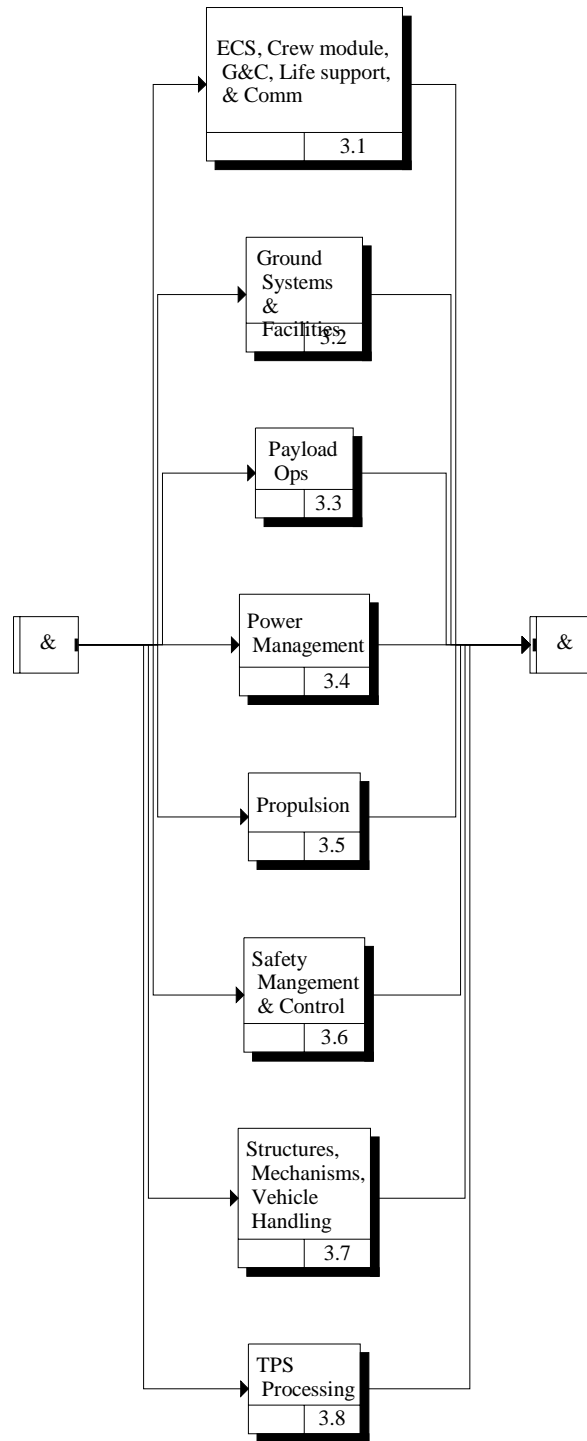 ECS, Crew module,
G&C, Life support,
& Comm
3.1
Ground
Systems
&
Facilities
3.2
Payload
Ops
3.3
&
Power
Management
3.4
&
Propulsion
3.5
Safety
Mangement
& Control
3.6
Structures,
Mechanisms,
Vehicle
Handling
3.7
TPS
Processing
3.8